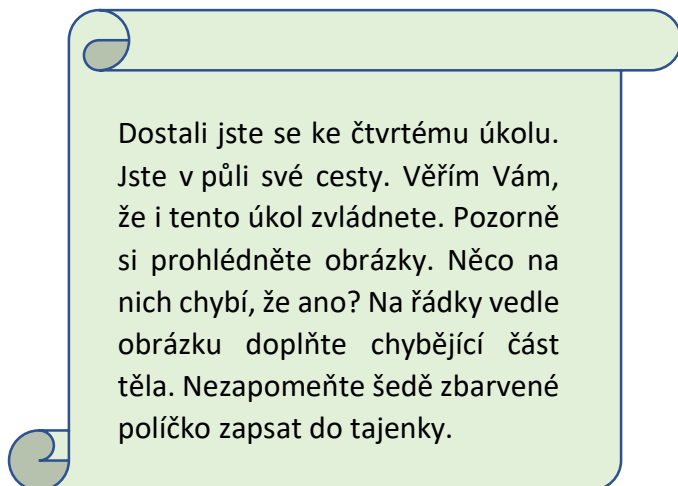 Dostali jste se ke čtvrtému úkolu.
Jste v půli své cesty. Věřím Vám,
že i tento úkol zvládnete. Pozorně
si prohlédněte obrázky. Něco na
nich chybí, že ano? Na řádky vedle
obrázku doplňte chybějící část
těla. Nezapomeňte šedě zbarvené
políčko zapsat do tajenky.